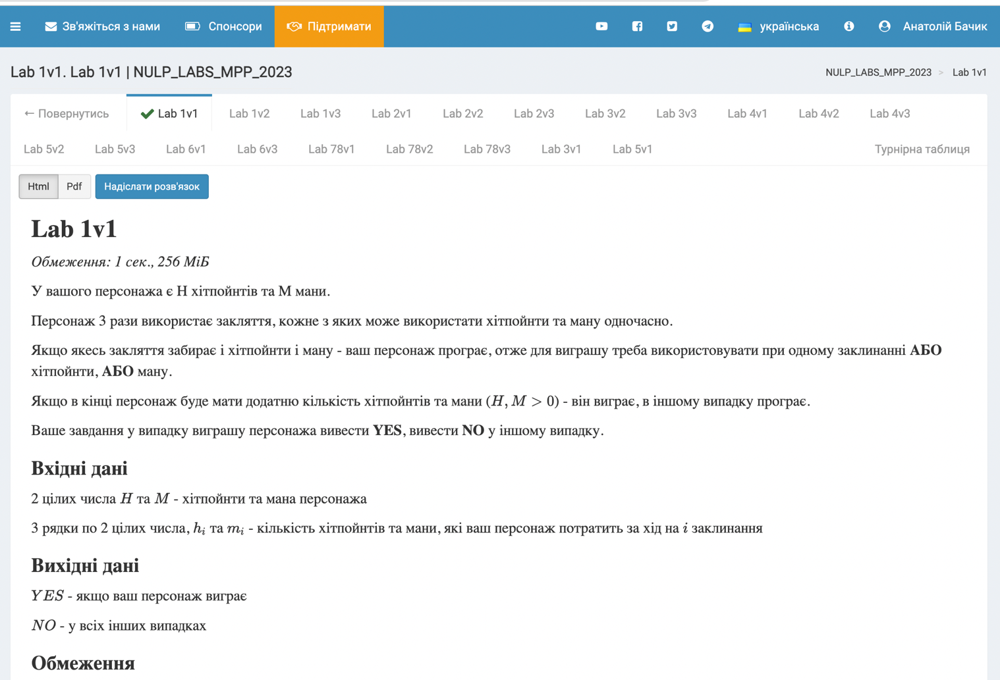 Зв'яжіться з нами Спонсори Підтримати українська Анатолій Бачик
Lab 1v1. Lab 1v1 | NULP_LABS_MPP_2023 NULP_LABS_MPP_2023 > Lab 1v1
← Повернутись Lab 1v1 Lab 1v2 Lab 1v3 Lab 2v1 Lab 2v2 Lab 2v3 Lab 3v2 Lab 3v3 Lab 4v1 Lab 4v2 Lab 4v3
Lab 5v2 Lab 5v3 Lab 6v1 Lab 6v3 Lab 78v1 Lab 78v2 Lab 78v3 Lab 3v1 Lab 5v1 Турнірна таблиця
Html Pdf Надіслати розв'язок
Lab 1v1
Обмеження: 1 сек., 256 МіБ
У вашого персонажа є H хітпойнтів та M мани.
Персонаж 3 рази використає закляття, кожне з яких може використати хітпойнти та ману одночасно.
Якщо якесь закляття забирає і хітпойнти і ману - ваш персонаж програє, отже для виграшу треба використовувати при одному заклинанні АБО
хітпойнти, АБО ману.
Якщо в кінці персонаж буде мати додатню кількість хітпойнтів та мани (H, M > 0) - він виграє, в іншому випадку програє.
Ваше завдання у випадку виграшу персонажа вивести YES, вивести NO у іншому випадку.
Вхідні дані
2 цілих числа H та M - хітпойнти та мана персонажа
3 рядки по 2 цілих числа, hᵢ та mᵢ - кількість хітпойнтів та мани, які ваш персонаж потратить за хід на i заклинання
Вихідні дані
YES - якщо ваш персонаж виграє
NO - у всіх інших випадках
Обмеження